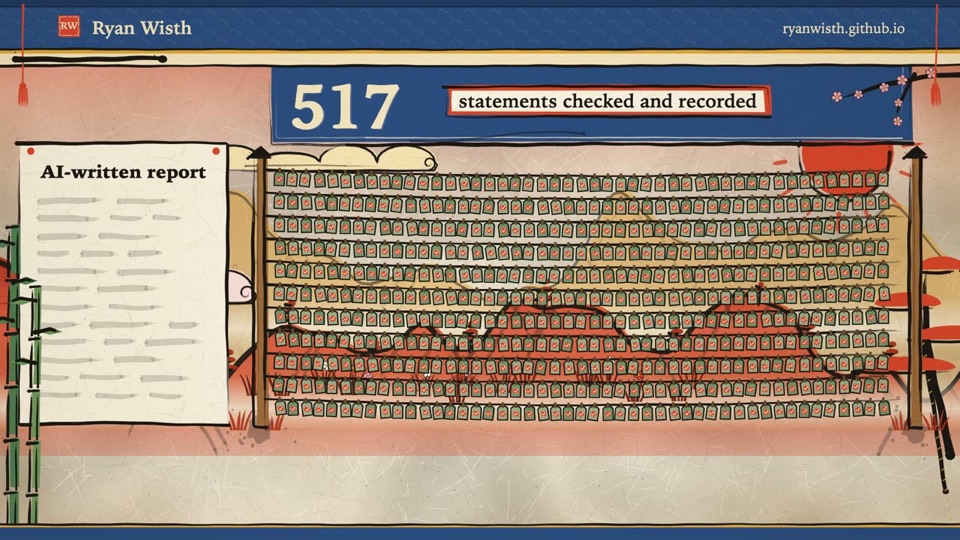 RW
Ryan Wisth
ryanwisth.github.io
517
statements checked and recorded
AI-written report